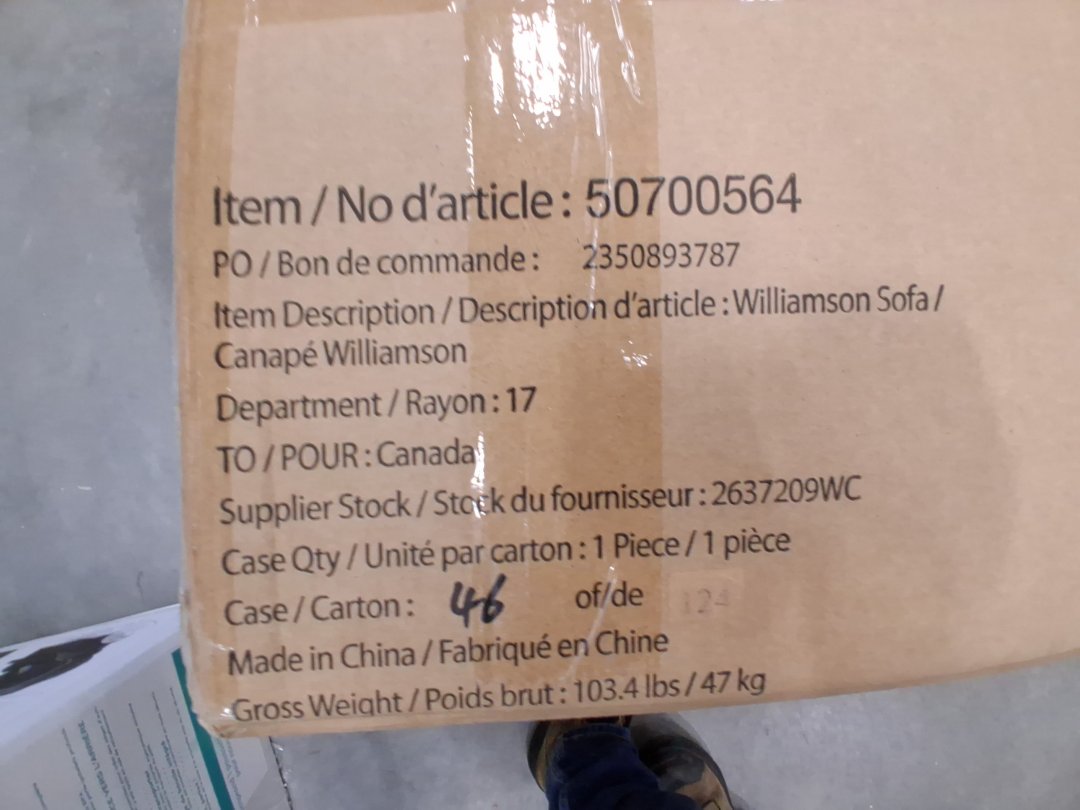 Item / No d'article : 50700564
PO / Bon de commande : 2350893787
Item Description / Description d'article : Williamson Sofa /
Canapé Williamson
Department / Rayon : 17
TO / POUR : Canada
Supplier Stock / Stock du fournisseur : 2637209WC
Case Qty / Unité par carton : 1 Piece / 1 pièce
Case / Carton : 46 of/de 124
Made in China / Fabriqué en Chine
Gross Weight / Poids brut : 103.4 lbs / 47 kg